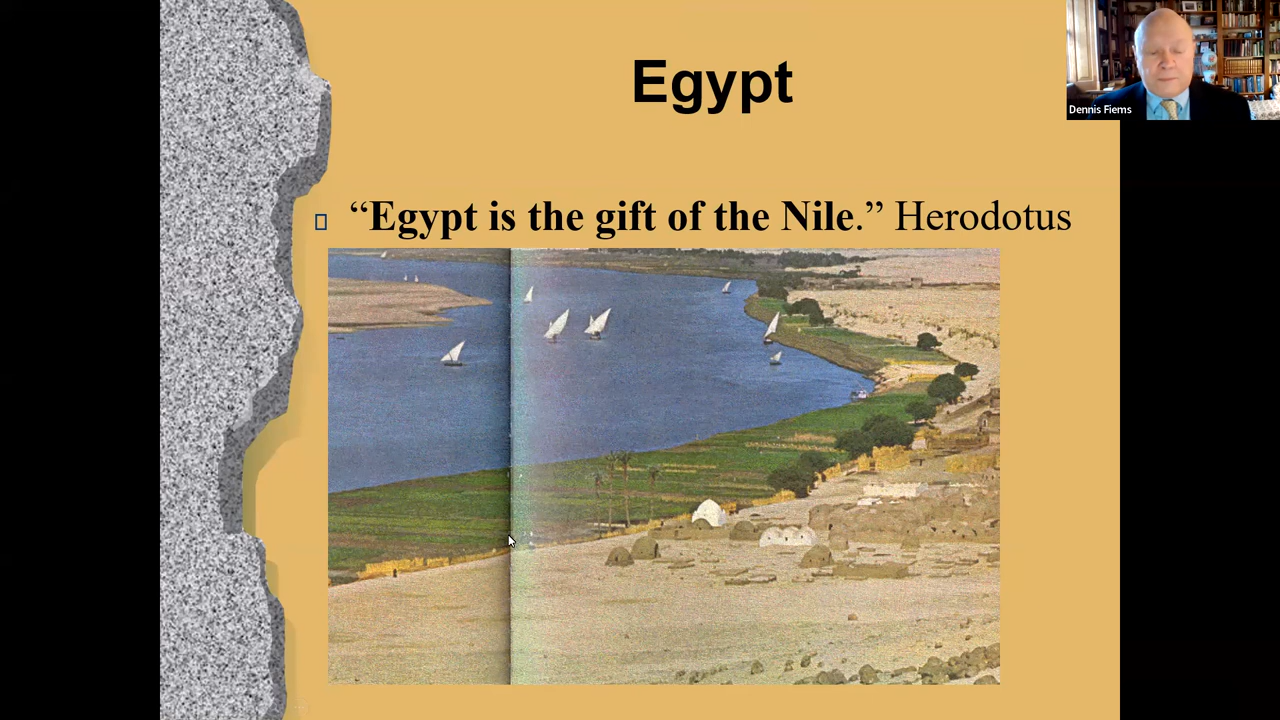 Egypt
“Egypt is the gift of the Nile.” Herodotus
Dennis Fiems